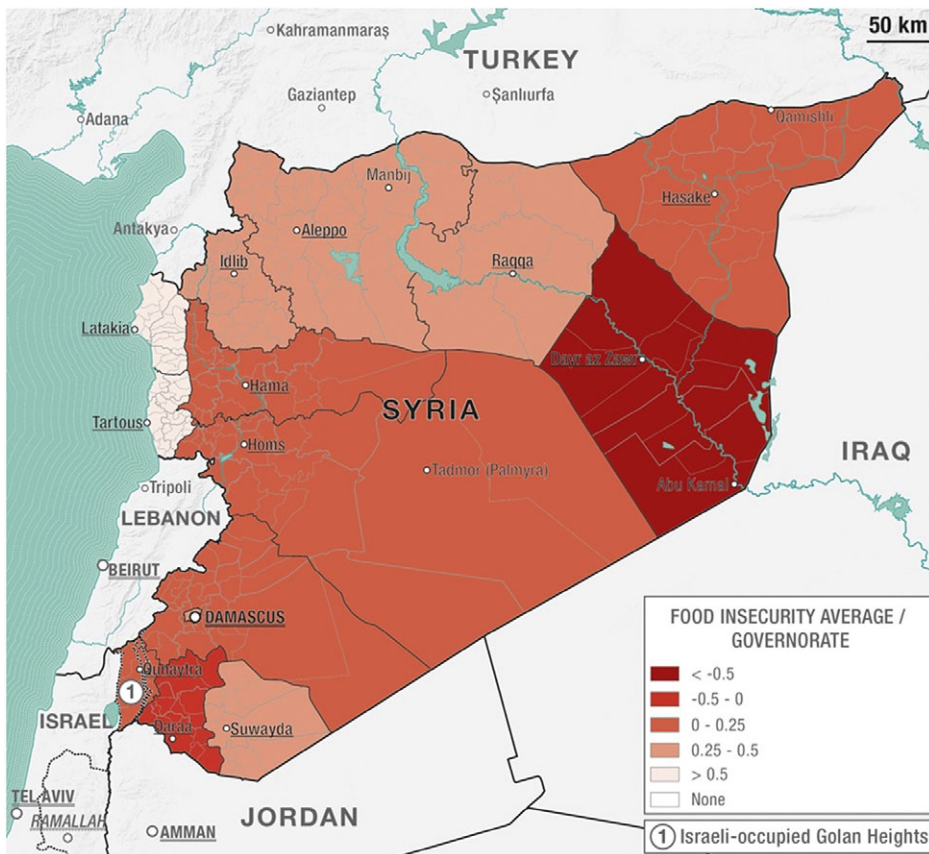 50 km
Kahramanmaraş
TURKEY
Gaziantep
Şanlıurfa
Adana
Qamishli
Manbij
Hasake
Antakya
Aleppo
Idlib
Raqqa
Latakia
Dayr az Zawr
Hama
SYRIA
Tartous
Homs
IRAQ
Tadmor (Palmyra)
Abu Kamal
Tripoli
LEBANON
BEIRUT
DAMASCUS
FOOD INSECURITY AVERAGE /
GOVERNORATE
< -0.5
-0.5 - 0
0 - 0.25
0.25 - 0.5
> 0.5
None
Qunaytra
1
ISRAEL
Daraa
Suwayda
TEL AVIV
RAMALLAH
AMMAN
JORDAN
1 Israeli-occupied Golan Heights